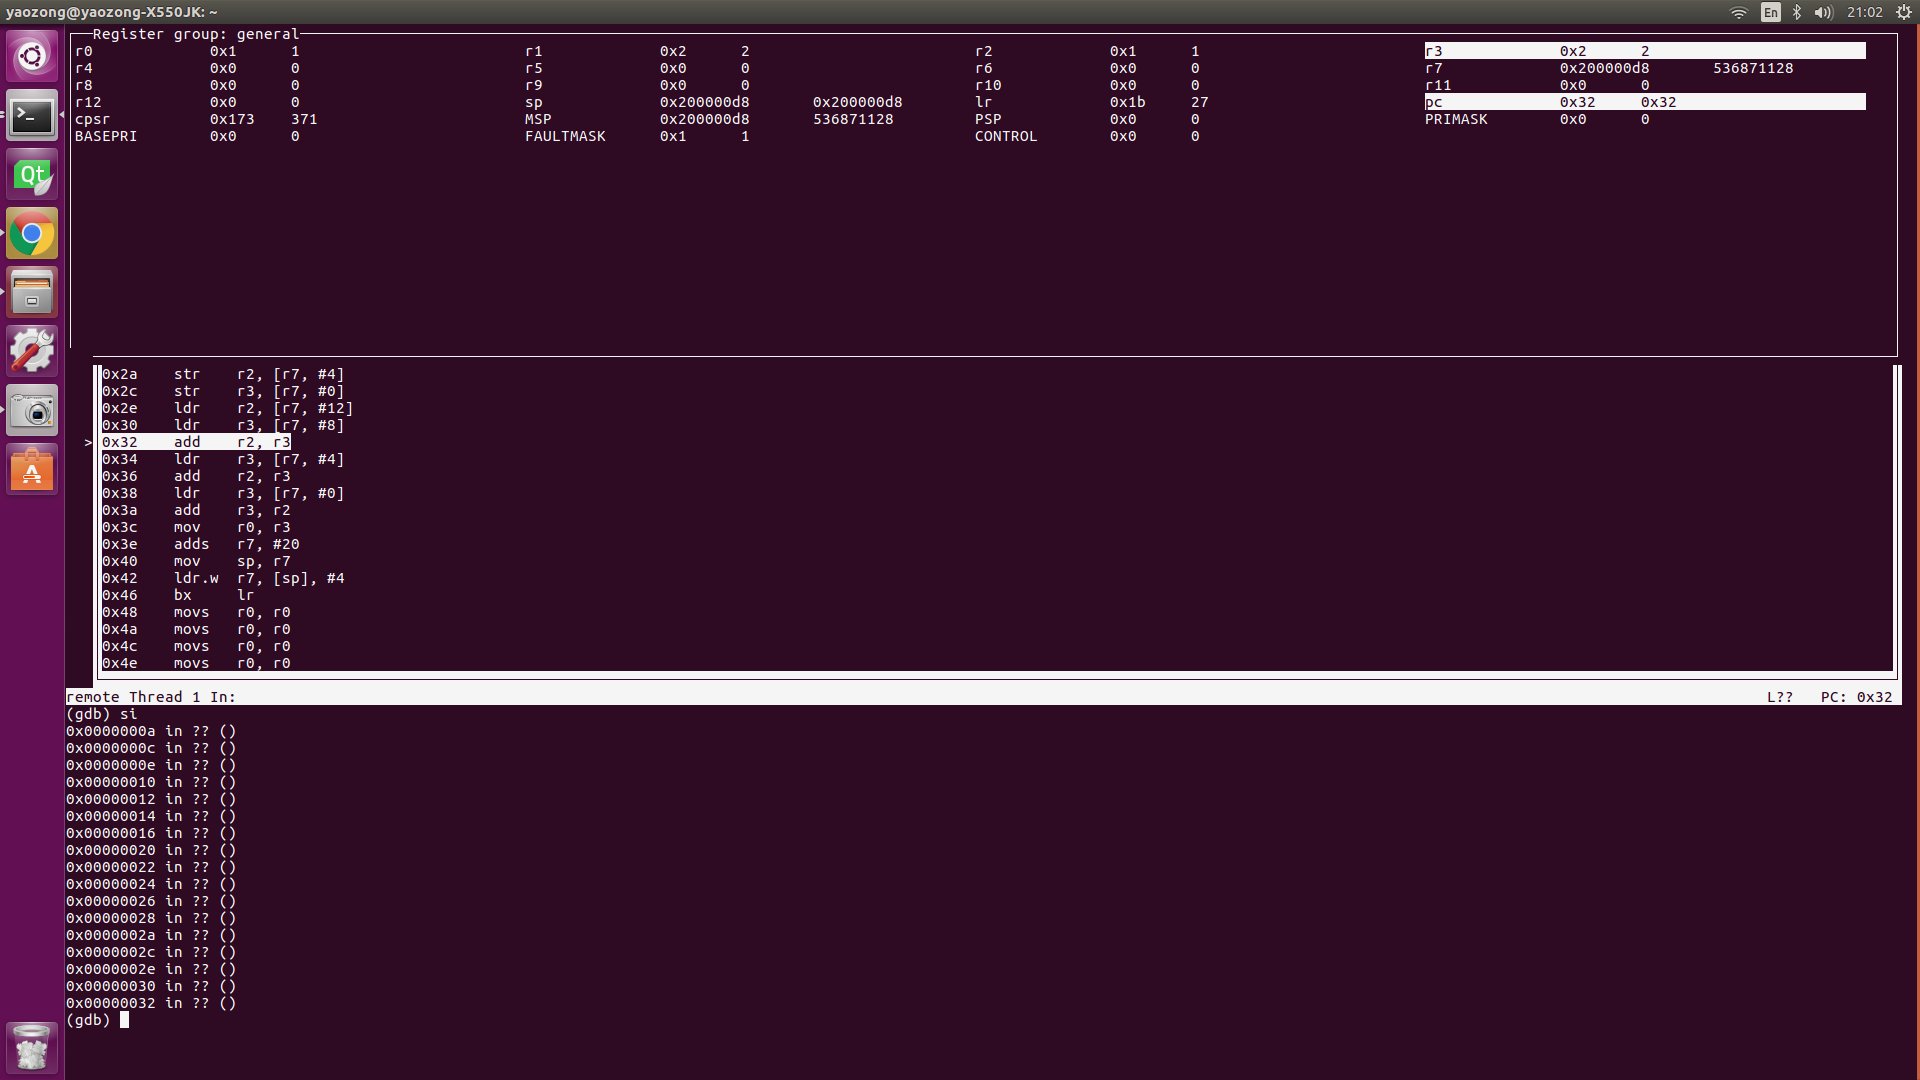 yaozong@yaozong-X550JK: ~
En
21:02
Register group: general
r0 0x1 1 r1 0x2 2 r2 0x1 1 r3 0x2 2
r4 0x0 0 r5 0x0 0 r6 0x0 0 r7 0x200000d8 536871128
r8 0x0 0 r9 0x0 0 r10 0x0 0 r11 0x0 0
r12 0x0 0 sp 0x200000d8 0x200000d8 lr 0x1b 27 pc 0x32 0x32
cpsr 0x173 371 MSP 0x200000d8 536871128 PSP 0x0 0 PRIMASK 0x0 0
BASEPRI 0x0 0 FAULTMASK 0x1 1 CONTROL 0x0 0
0x2a str r2, [r7, #4]
0x2c str r3, [r7, #0]
0x2e ldr r2, [r7, #12]
0x30 ldr r3, [r7, #8]
>0x32 add r2, r3
0x34 ldr r3, [r7, #4]
0x36 add r2, r3
0x38 ldr r3, [r7, #0]
0x3a add r3, r2
0x3c mov r0, r3
0x3e adds r7, #20
0x40 mov sp, r7
0x42 ldr.w r7, [sp], #4
0x46 bx lr
0x48 movs r0, r0
0x4a movs r0, r0
0x4c movs r0, r0
0x4e movs r0, r0
remote Thread 1 In: L?? PC: 0x32
(gdb) si
0x0000000a in ?? ()
0x0000000c in ?? ()
0x0000000e in ?? ()
0x00000010 in ?? ()
0x00000012 in ?? ()
0x00000014 in ?? ()
0x00000016 in ?? ()
0x00000020 in ?? ()
0x00000022 in ?? ()
0x00000024 in ?? ()
0x00000026 in ?? ()
0x00000028 in ?? ()
0x0000002a in ?? ()
0x0000002c in ?? ()
0x0000002e in ?? ()
0x00000030 in ?? ()
0x00000032 in ?? ()
(gdb)
Qt